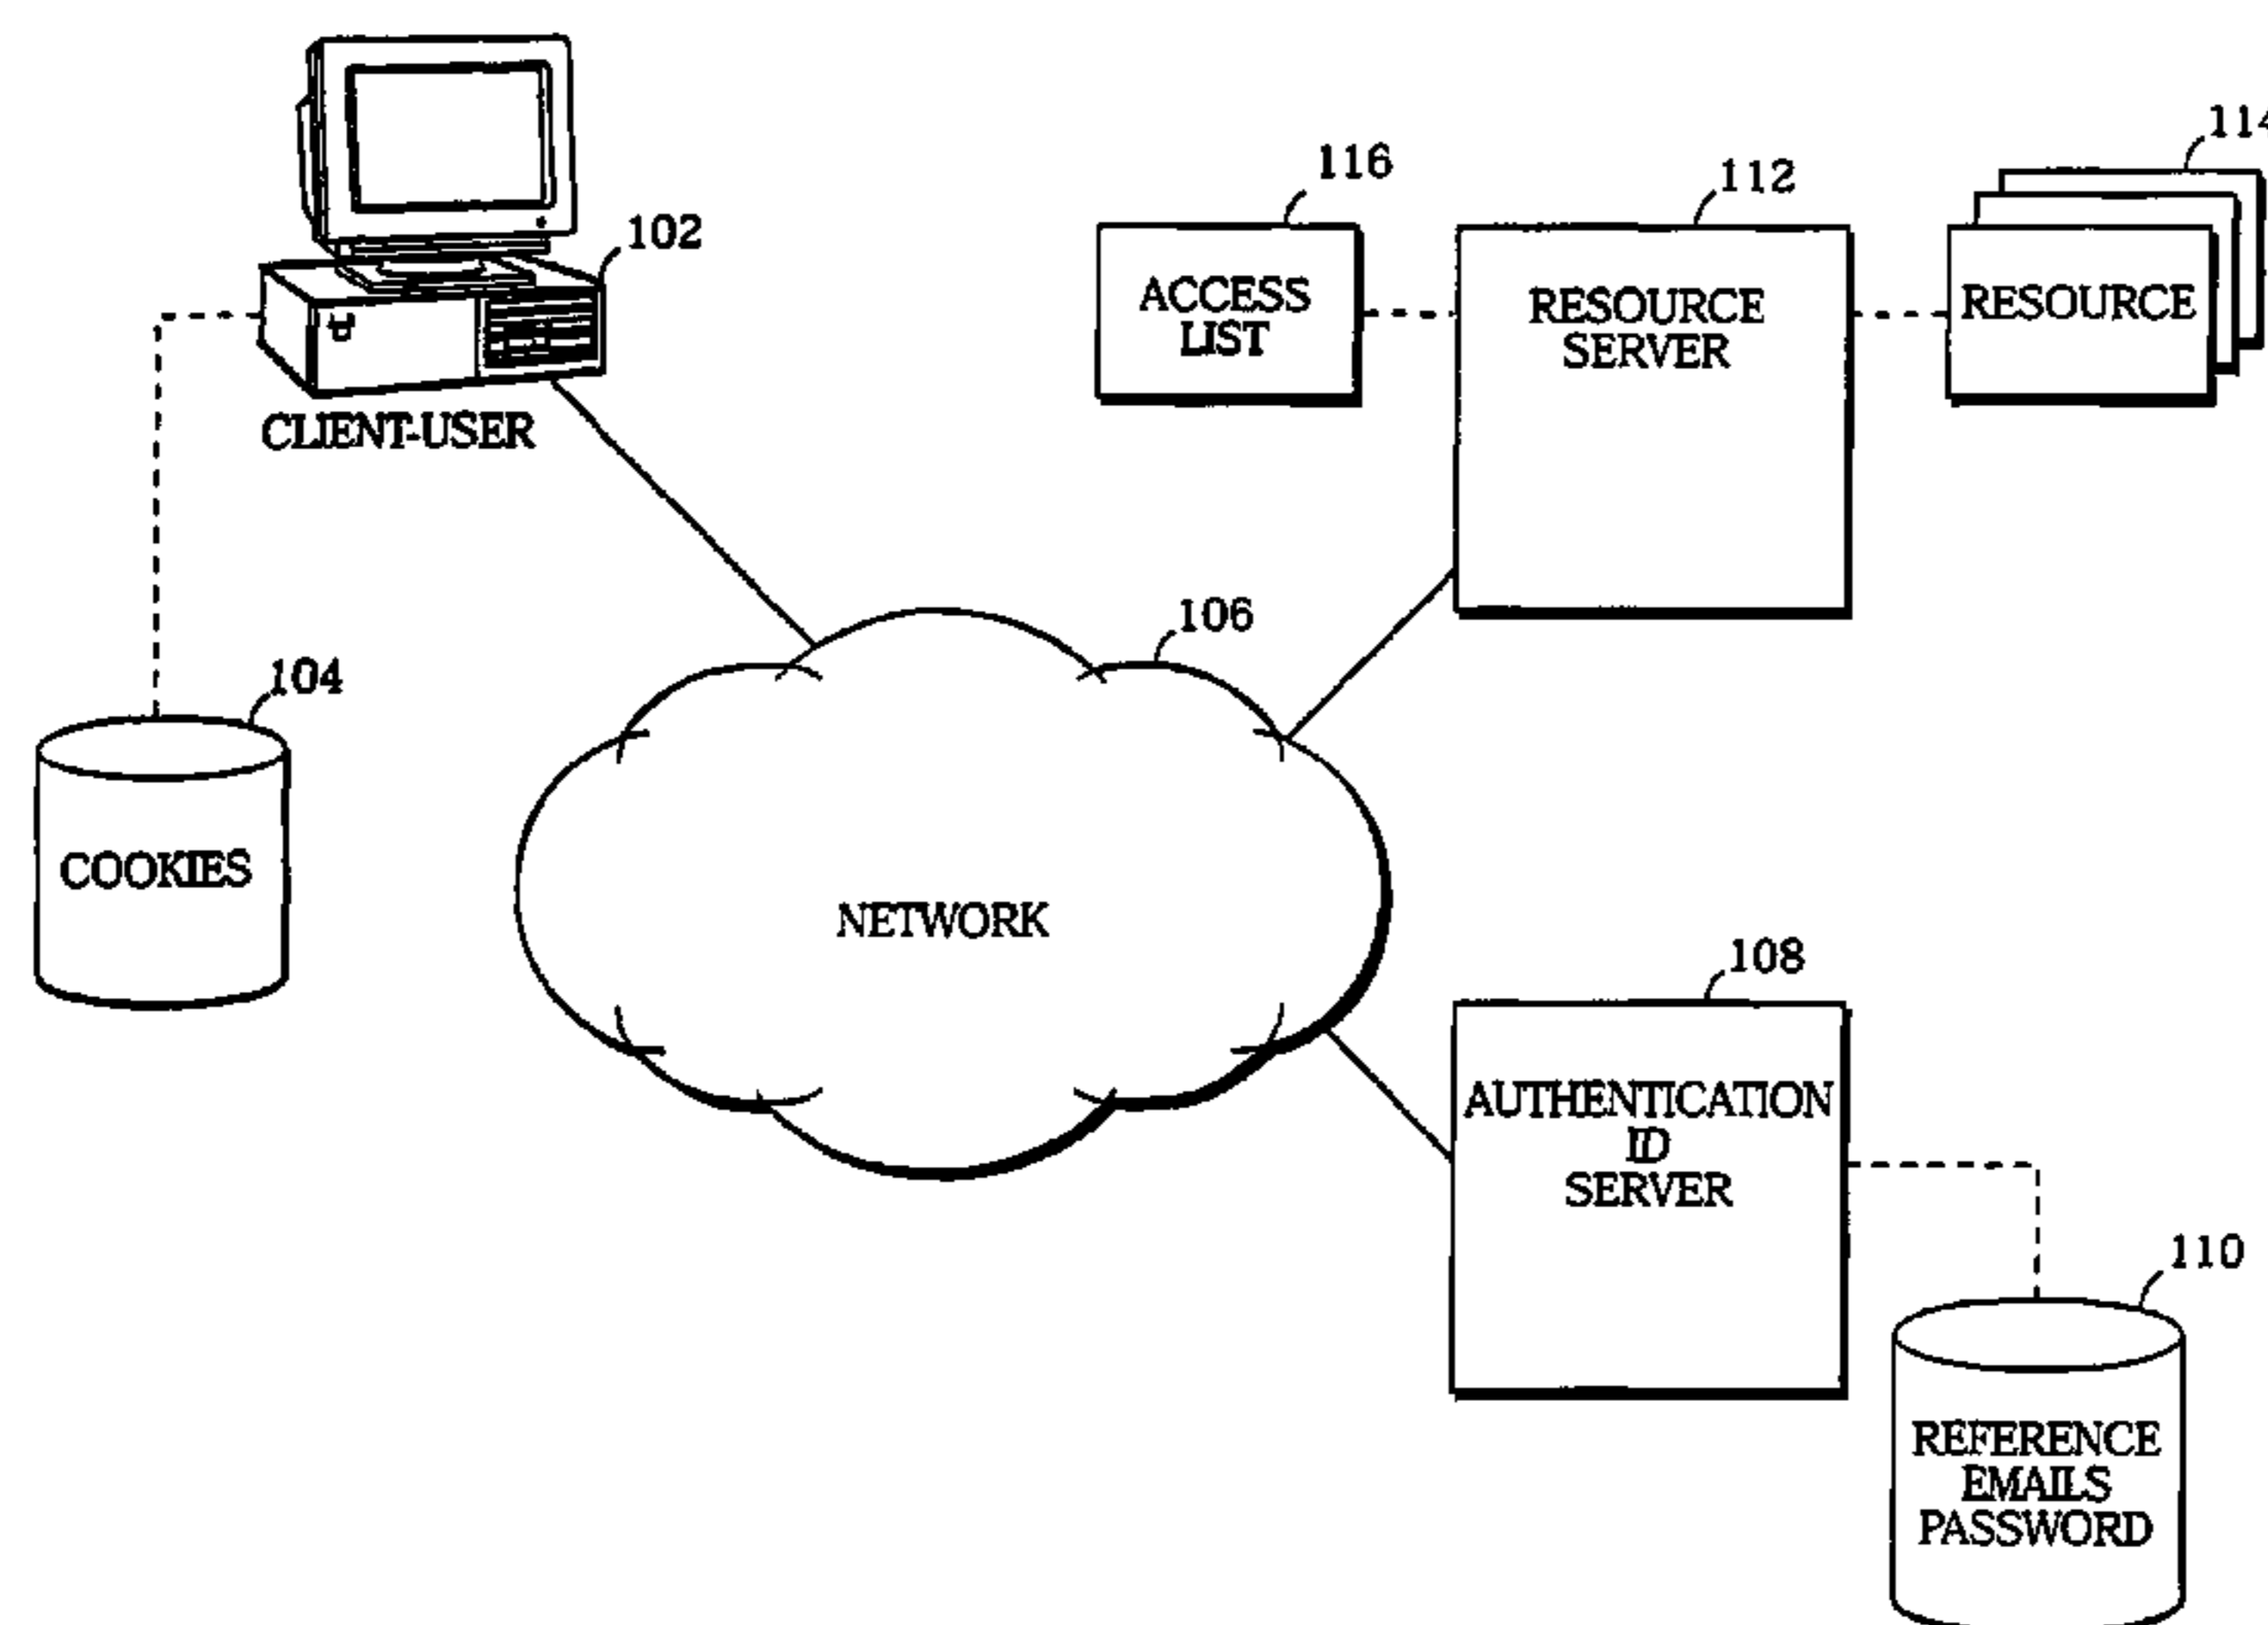 102
CLIENT-USER
104
COOKIES
106
NETWORK
116
ACCESS
LIST
112
RESOURCE
SERVER
114
RESOURCE
108
AUTHENTICATION
ID
SERVER
110
REFERENCE
EMAILS
PASSWORD